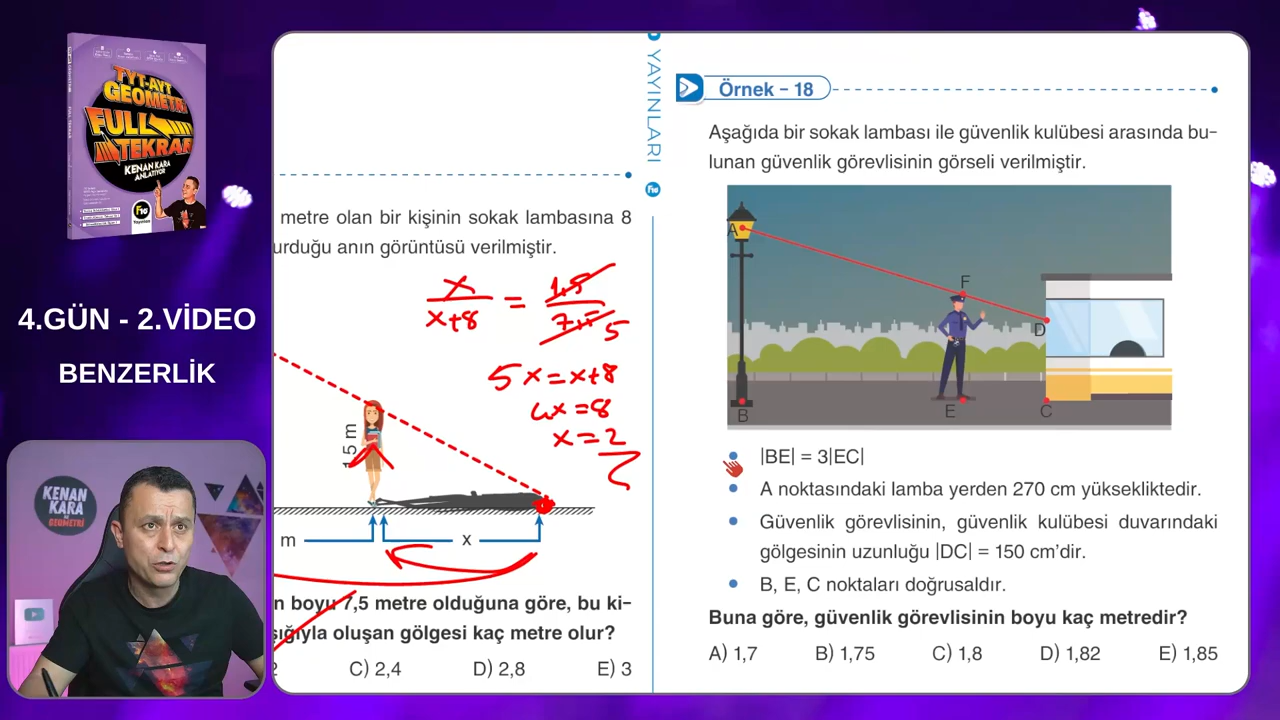 TYT-AYT
GEOMETRİ
FULL
TEKRAR
KENAN KARA
ANLATIYOR
4.GÜN - 2.VİDEO
BENZERLİK
KENAN
KARA
GEOMETRİ
metre olan bir kişinin sokak lambasına 8
urduğu anın görüntüsü verilmiştir.
x/x+8 = 1,5/7,5 5
5x=x+8
4x=8
x=2
5 m
m
x
n boyu 7,5 metre olduğuna göre, bu ki-
şığıyla oluşan gölgesi kaç metre olur?
2 C) 2,4 D) 2,8 E) 3
YAYINLARI
Örnek - 18
Aşağıda bir sokak lambası ile güvenlik kulübesi arasında bu-
lunan güvenlik görevlisinin görseli verilmiştir.
A
F
D
B
E
C
• |BE| = 3|EC|
• A noktasındaki lamba yerden 270 cm yüksekliktedir.
• Güvenlik görevlisinin, güvenlik kulübesi duvarındaki
gölgesinin uzunluğu |DC| = 150 cm'dir.
• B, E, C noktaları doğrusaldır.
Buna göre, güvenlik görevlisinin boyu kaç metredir?
A) 1,7 B) 1,75 C) 1,8 D) 1,82 E) 1,85